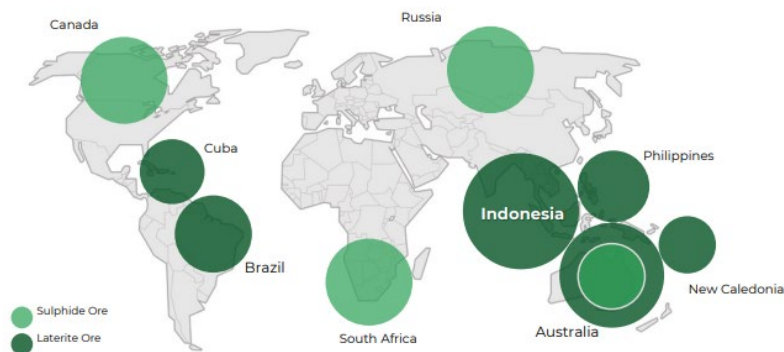 Canada
Russia
Cuba
Philippines
Indonesia
Brazil
New Caledonia
Sulphide Ore
Australia
South Africa
Laterite Ore